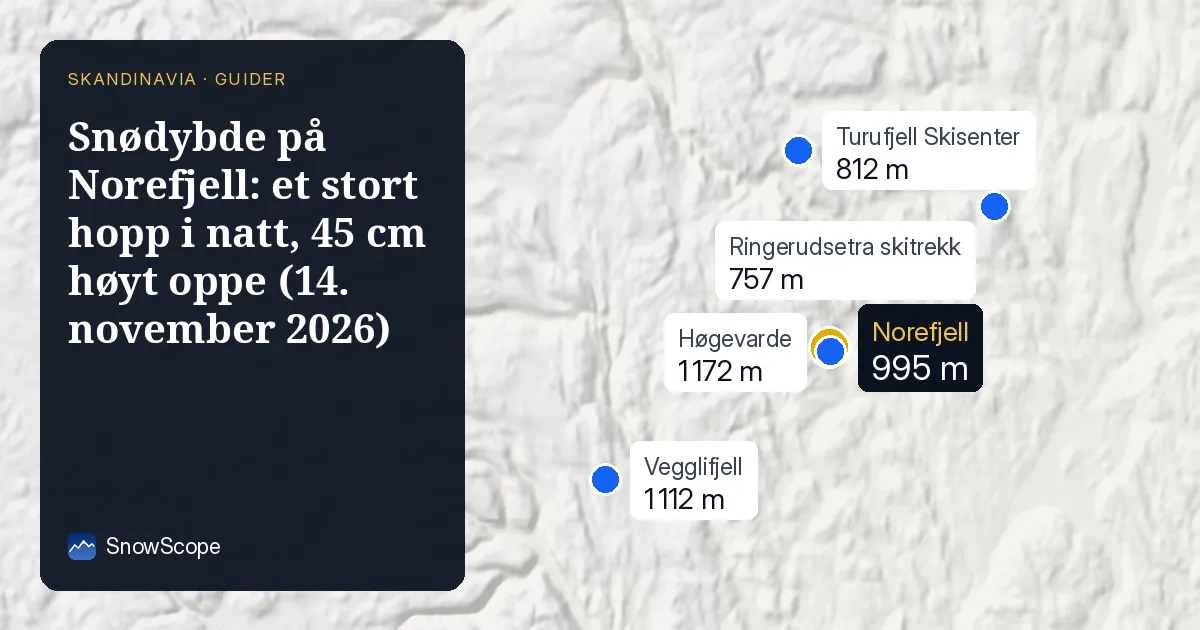 SKANDINAVIA · GUIDER
Snødybde på
Norefjell: et stort
hopp i natt, 45 cm
høyt oppe (14.
november 2026)
SnowScope
Turufjell Skisenter
812 m
Ringerudsetra skitrekk
757 m
Høgevarde
1172 m
Norefjell
995 m
Vegglifjell
1112 m